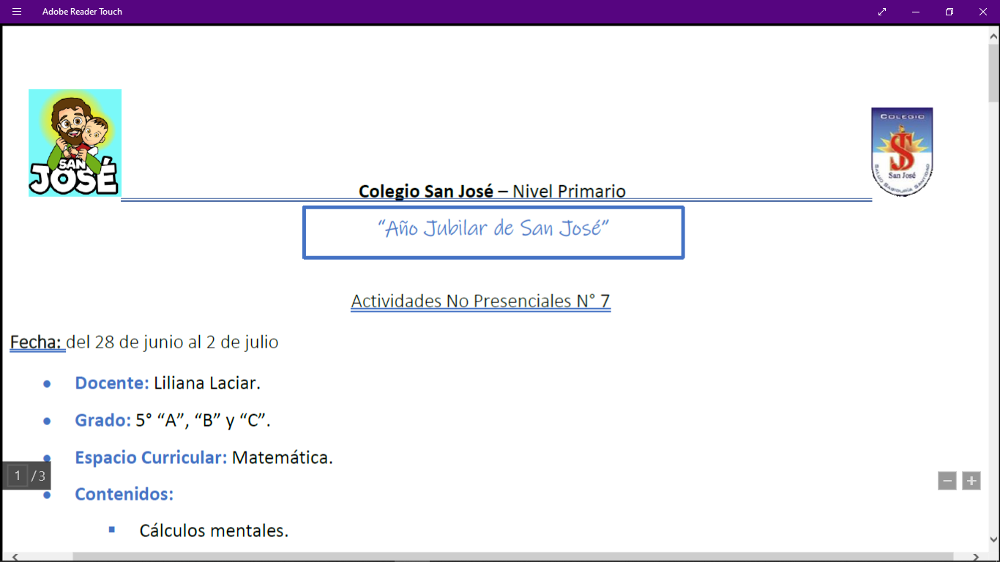 Adobe Reader Touch
SAN
JOSÉ
COLEGIO
San José
SALUD SABIDURÍA SANTIDAD
Colegio San José – Nivel Primario
“Año Jubilar de San José”
Actividades No Presenciales N° 7
Fecha: del 28 de junio al 2 de julio
Docente: Liliana Laciar.
Grado: 5° “A”, “B” y “C”.
Espacio Curricular: Matemática.
1 / 3
Contenidos:
Cálculos mentales.